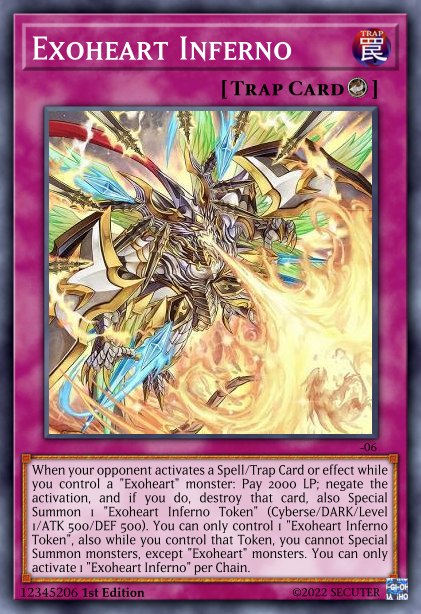 Exoheart Inferno
TRAP
罠
[Trap Card]
-06
When your opponent activates a Spell/Trap Card or effect while
you control a "Exoheart" monster: Pay 2000 LP; negate the
activation, and if you do, destroy that card, also Special
Summon 1 "Exoheart Inferno Token" (Cyberse/DARK/Level
1/ATK 500/DEF 500). You can only control 1 "Exoheart Inferno
Token", also while you control that Token, you cannot Special
Summon monsters, except "Exoheart" monsters. You can only
activate 1 "Exoheart Inferno" per Chain.
12345206 1st Edition
©2022 SECUTER